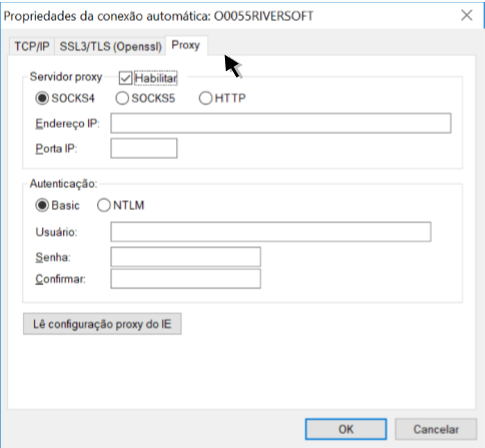 Propriedades da conexão automática: O0055RIVERSOFT
TCP/IP SSL3/TLS (Openssl) Proxy
Servidor proxy Habilitar
SOCKS4 SOCKS5 HTTP
Endereço IP:
Porta IP:
Autenticação:
Basic NTLM
Usuário:
Senha:
Confirmar:
Lê configuração proxy do IE
OK Cancelar